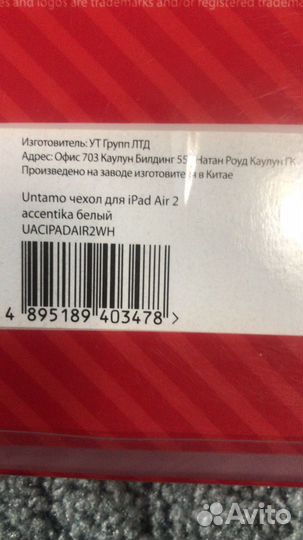 es and logos are trademarks and/or registered trademar
Изготовитель: УТ Групп ЛТД
Адрес: Офис 703 Каулун Билдинг 55 Натан Роуд Каулун ГК
Произведено на заводе изготовителя в Китае
Untamo чехол для iPad Air 2
accentika белый
UACIPADAIR2WH
4 895189 403478 >
Avito